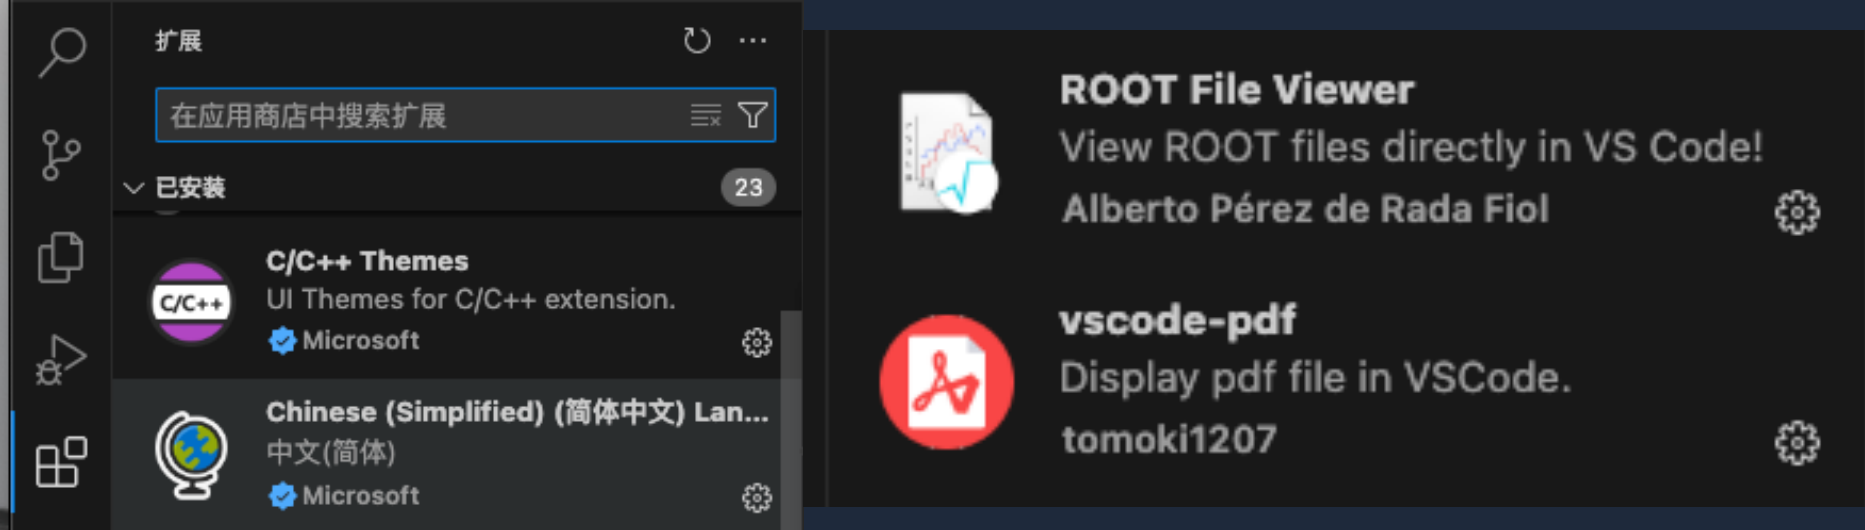 扩展
在应用商店中搜索扩展
已安装
23
C/C++
C/C++ Themes
UI Themes for C/C++ extension.
Microsoft
Chinese (Simplified) (简体中文) Lan...
中文(简体)
Microsoft
ROOT File Viewer
View ROOT files directly in VS Code!
Alberto Pérez de Rada Fiol
vscode-pdf
Display pdf file in VSCode.
tomoki1207